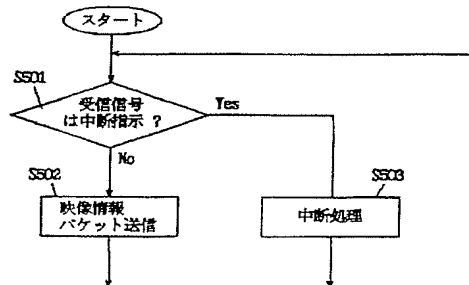 スタート
S501
受信信号
は中断指示 ?
Yes
No
S502
映像情報
パケット送信
S503
中断処理